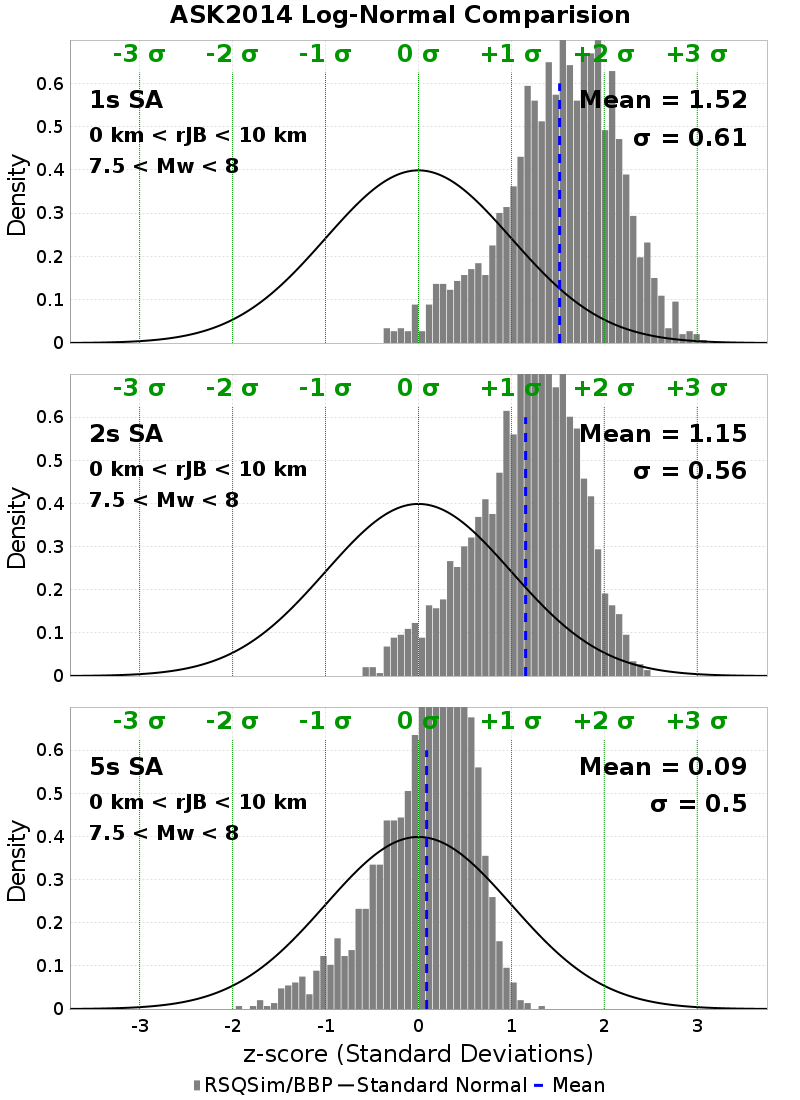 ASK2014 Log-Normal Comparision
-3 σ -2 σ -1 σ 0 σ +1 σ +2 σ +3 σ
1s SA
0 km < rJB < 10 km
7.5 < Mw < 8
Mean = 1.52
σ = 0.61
Density
0.6
0.5
0.4
0.3
0.2
0.1
0
-3 σ -2 σ -1 σ 0 σ +1 σ +2 σ +3 σ
2s SA
0 km < rJB < 10 km
7.5 < Mw < 8
Mean = 1.15
σ = 0.56
Density
0.6
0.5
0.4
0.3
0.2
0.1
0
-3 σ -2 σ -1 σ 0 σ +1 σ +2 σ +3 σ
5s SA
0 km < rJB < 10 km
7.5 < Mw < 8
Mean = 0.09
σ = 0.5
Density
0.6
0.5
0.4
0.3
0.2
0.1
0
-3 -2 -1 0 1 2 3
z-score (Standard Deviations)
RSQSim/BBP Standard Normal Mean